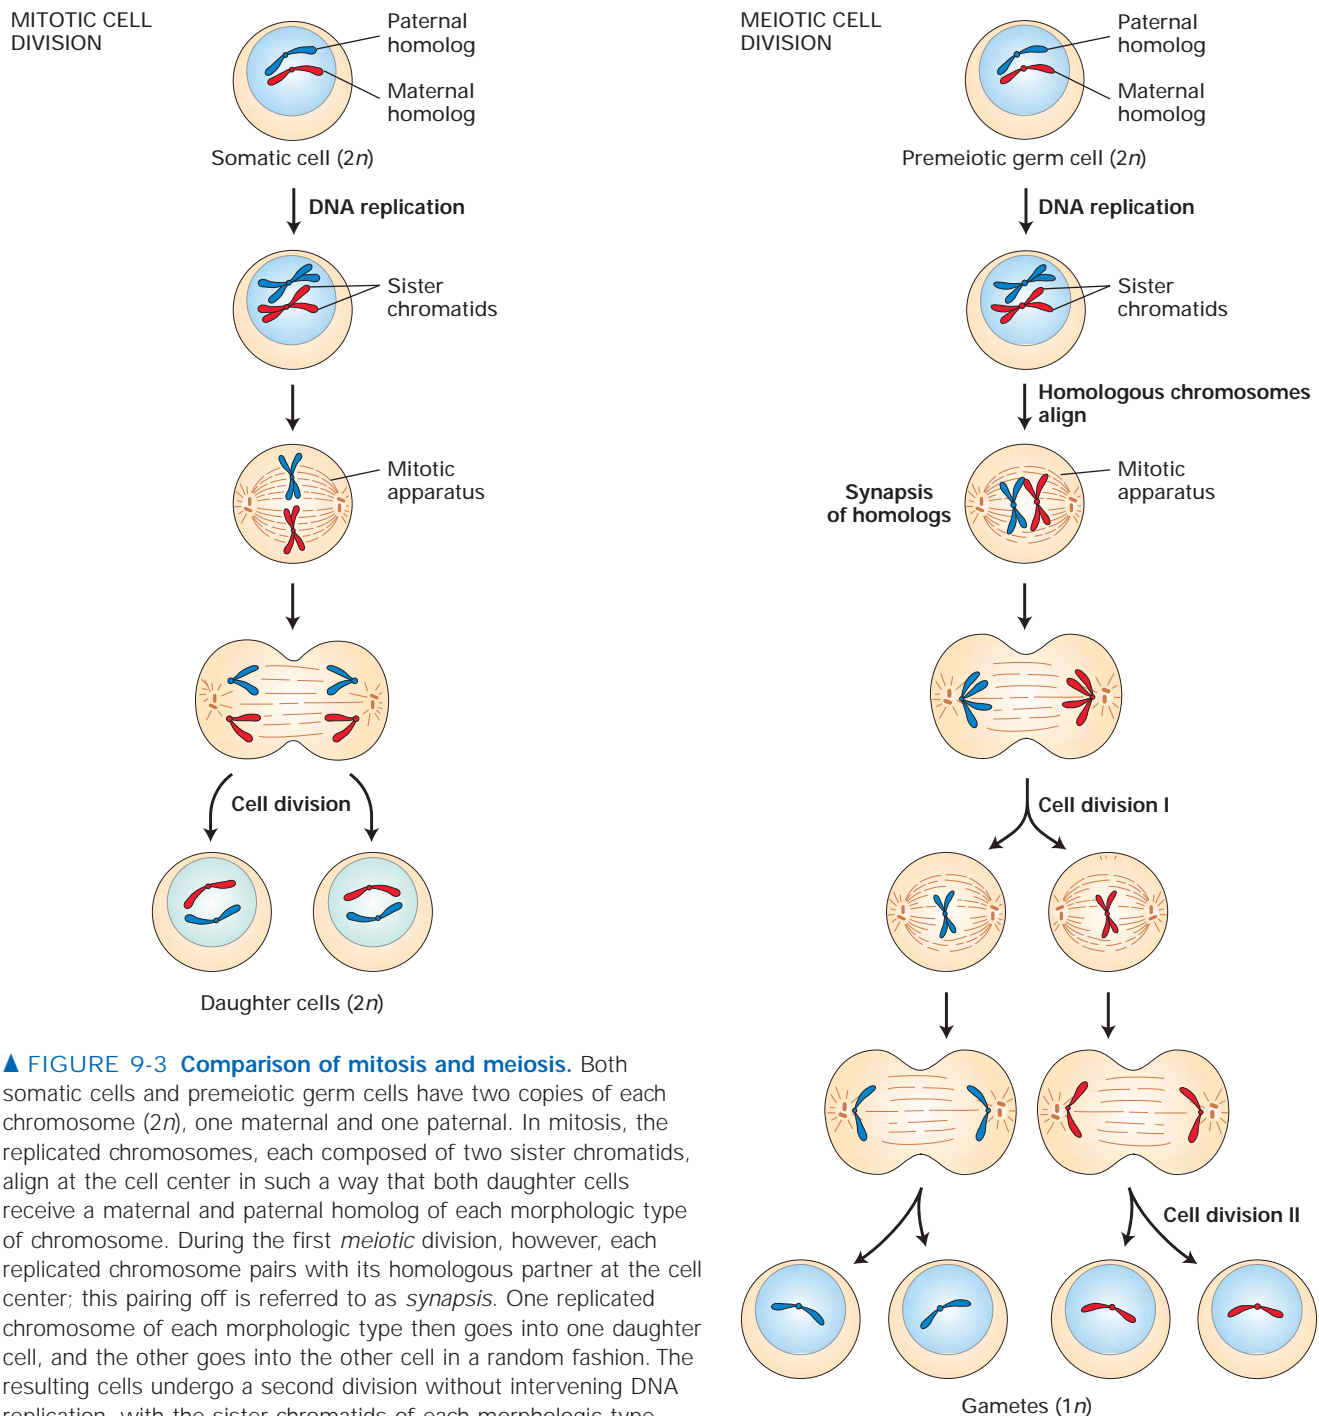 MITOTIC CELL
DIVISION
Paternal
homolog
Maternal
homolog
Somatic cell (2n)
DNA replication
Sister
chromatids
Mitotic
apparatus
Cell division
Daughter cells (2n)
MEIOTIC CELL
DIVISION
Paternal
homolog
Maternal
homolog
Premeiotic germ cell (2n)
DNA replication
Sister
chromatids
Homologous chromosomes
align
Synapsis
of homologs
Mitotic
apparatus
Cell division I
Cell division II
Gametes (1n)
▲ FIGURE 9-3 Comparison of mitosis and meiosis. Both
somatic cells and premeiotic germ cells have two copies of each
chromosome (2n), one maternal and one paternal. In mitosis, the
replicated chromosomes, each composed of two sister chromatids,
align at the cell center in such a way that both daughter cells
receive a maternal and paternal homolog of each morphologic type
of chromosome. During the first meiotic division, however, each
replicated chromosome pairs with its homologous partner at the cell
center; this pairing off is referred to as synapsis. One replicated
chromosome of each morphologic type then goes into one daughter
cell, and the other goes into the other cell in a random fashion. The
resulting cells undergo a second division without intervening DNA
replication, with the sister chromatids of each morphologic type